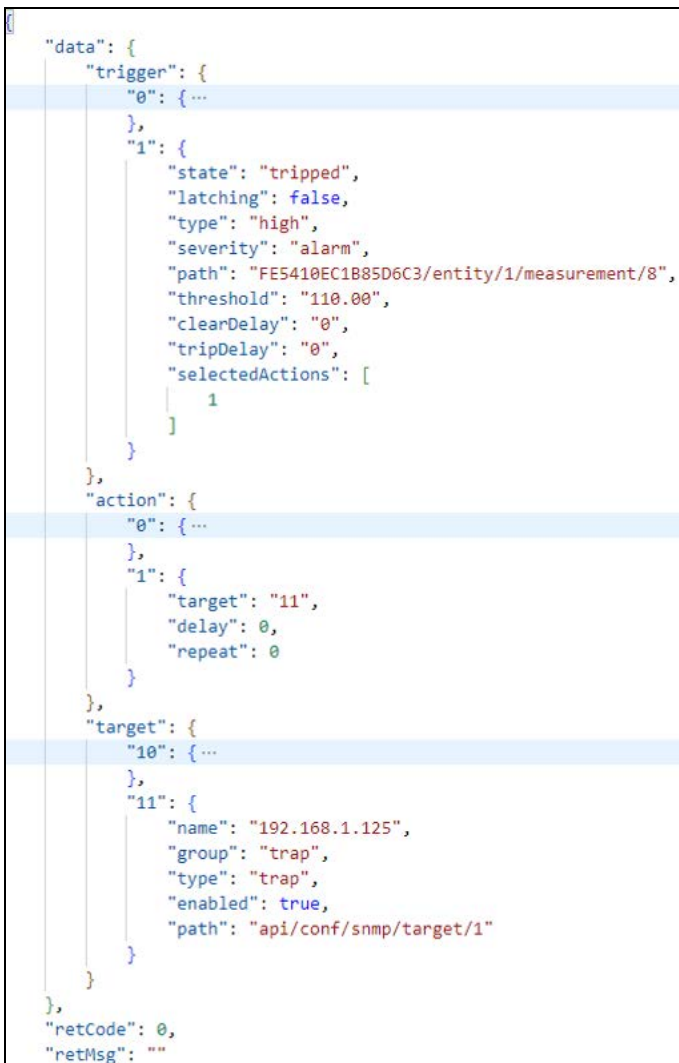 {
"data": {
"trigger": {
"0": { ...
},
"1": {
"state": "tripped",
"latching": false,
"type": "high",
"severity": "alarm",
"path": "FE5410EC1B85D6C3/entity/1/measurement/8",
"threshold": "110.00",
"clearDelay": "0",
"tripDelay": "0",
"selectedActions": [
1
]
}
},
"action": {
"0": { ...
},
"1": {
"target": "11",
"delay": 0,
"repeat": 0
}
},
"target": {
"10": { ...
},
"11": {
"name": "192.168.1.125",
"group": "trap",
"type": "trap",
"enabled": true,
"path": "api/conf/snmp/target/1"
}
}
},
"retCode": 0,
"retMsg": ""